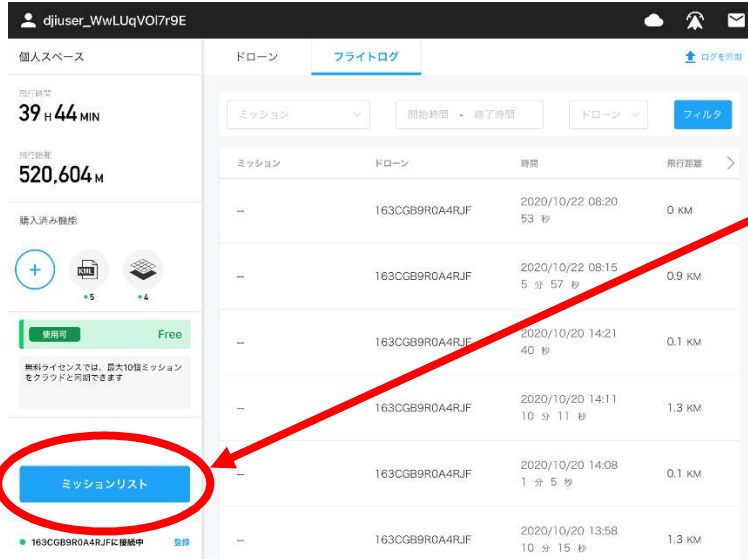 djiuser_WwLUqVOl7r9E
個人スペース
飛行時間
39 H 44 MIN
飛行距離
520,604 M
購入済み機能
KML
5
4
使用可
Free
無料ライセンスでは、最大10個ミッション
をクラウドと同期できます
ミッションリスト
163CGB9R0A4RJFに接続中
登録
ドローン
フライトログ
ログを同期
ミッション
開始時間 - 終了時間
ドローン
フィルタ
ミッション ドローン 時間 飛行距離
-- 163CGB9R0A4RJF 2020/10/22 08:20 0 KM
53 秒
-- 163CGB9R0A4RJF 2020/10/22 08:15 0.9 KM
5 分 57 秒
-- 163CGB9R0A4RJF 2020/10/20 14:21 0.1 KM
40 秒
-- 163CGB9R0A4RJF 2020/10/20 14:11 1.3 KM
10 分 11 秒
-- 163CGB9R0A4RJF 2020/10/20 14:08 0.1 KM
1 分 5 秒
-- 163CGB9R0A4RJF 2020/10/20 13:58 1.3 KM
10 分 15 秒